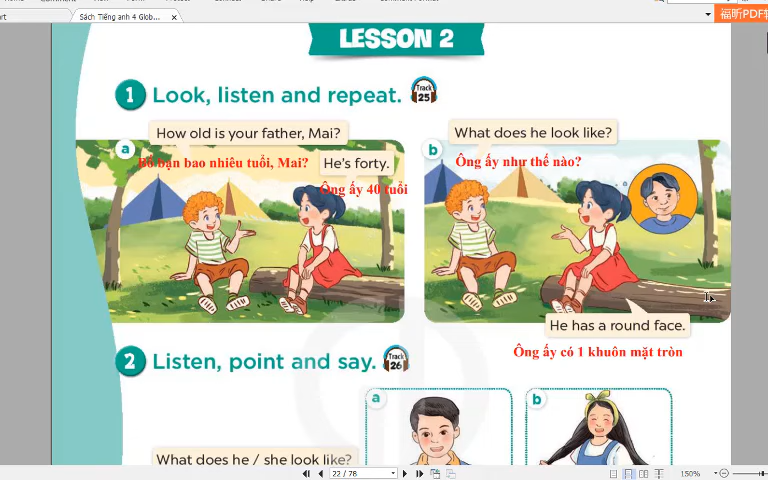 Sách Tiếng anh 4 Glob...
福昕PDF转
LESSON 2
1 Look, listen and repeat. Track 25
a
How old is your father, Mai?
Bố bạn bao nhiêu tuổi, Mai?
He's forty.
Ông ấy 40 tuổi
b
What does he look like?
Ông ấy như thế nào?
He has a round face.
Ông ấy có 1 khuôn mặt tròn
2 Listen, point and say. Track 26
a
b
What does he / she look like?
22 / 78
150%